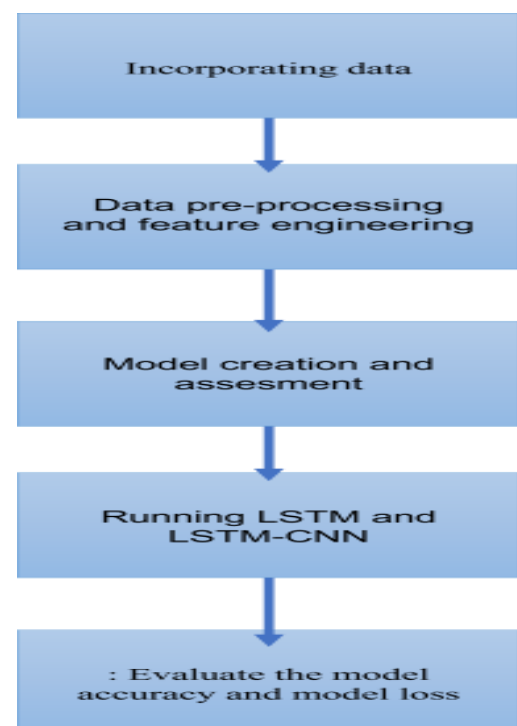 Incorporating data
Data pre-processing
and feature engineering
Model creation and
assesment
Running LSTM and
LSTM-CNN
: Evaluate the model
accuracy and model loss